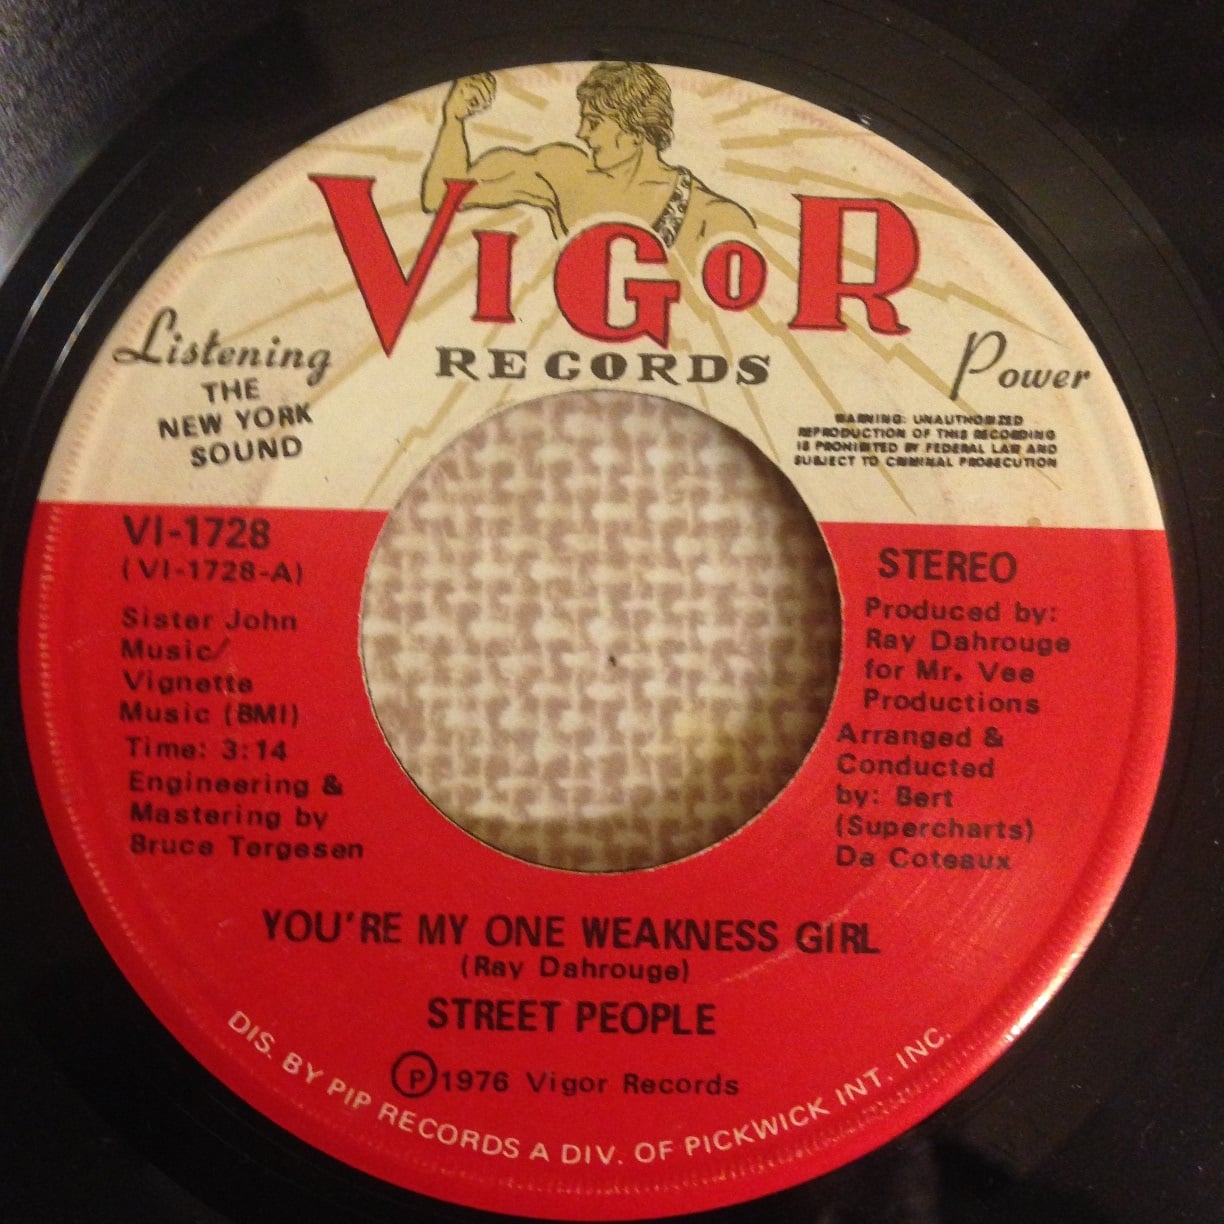 VIGOR
RECORDS
Listening
THE
NEW YORK
SOUND
Power
WARNING: UNAUTHORIZED
REPRODUCTION OF THIS RECORDING
IS PROHIBITED BY FEDERAL LAW AND
SUBJECT TO CRIMINAL PROSECUTION
VI-1728
(VI-1728-A)
Sister John
Music/
Vignette
Music (BMI)
Time: 3:14
Engineering &
Mastering by
Bruce Tergesen
STEREO
Produced by:
Ray Dahrouge
for Mr. Vee
Productions
Arranged &
Conducted
by: Bert
(Supercharts)
De Coteaux
YOU'RE MY ONE WEAKNESS GIRL
(Ray Dahrouge)
STREET PEOPLE
Ⓟ1976 Vigor Records
DIS. BY PIP RECORDS A DIV. OF PICKWICK INT. INC.